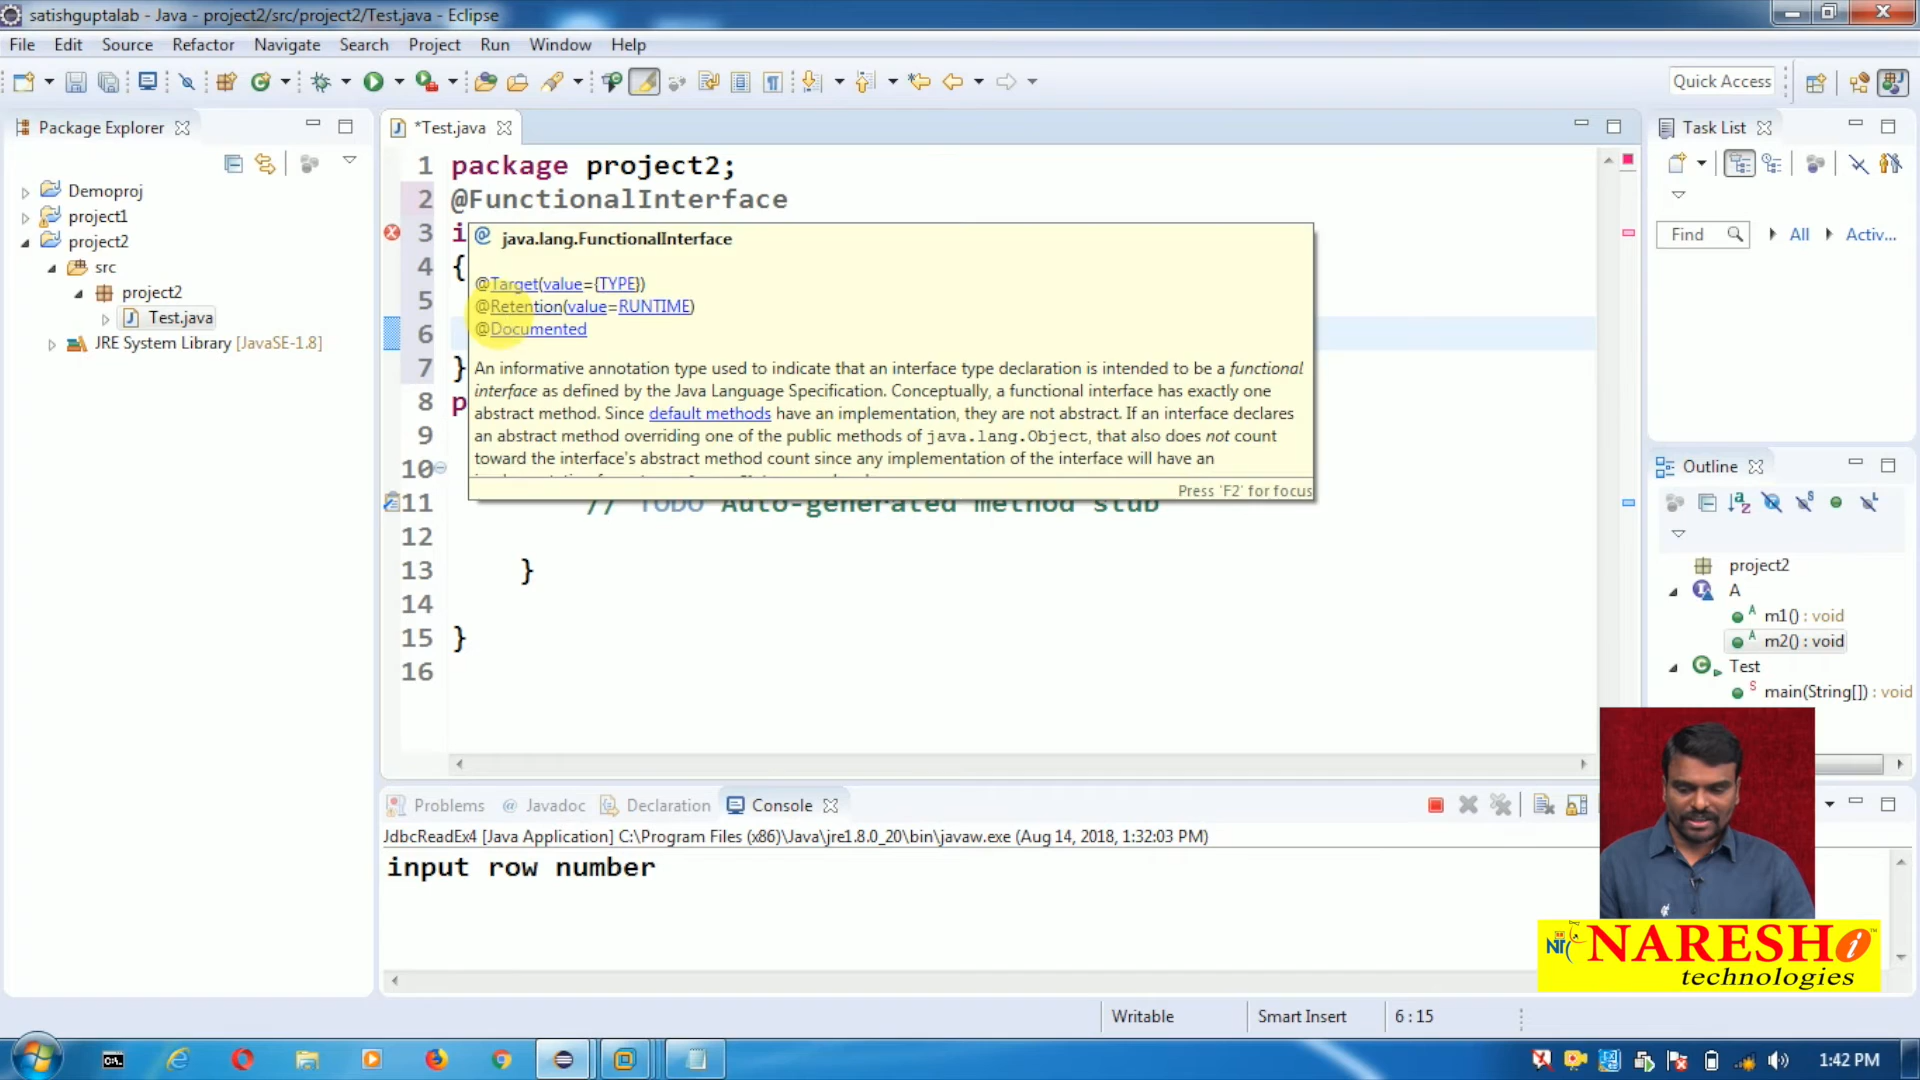 satishguptalab - Java - project2/src/project2/Test.java - Eclipse
File Edit Source Refactor Navigate Search Project Run Window Help
Quick Access
Package Explorer
Demoproj
project1
project2
src
project2
Test.java
JRE System Library [JavaSE-1.8]
*Test.java
1 package project2;
2 @FunctionalInterface
3 i
4 {
5
6
7 }
8 p
9
10
11 // TODO Auto-generated method stub
12
13 }
14
15 }
16
@ java.lang.FunctionalInterface
@Target(value={TYPE})
@Retention(value=RUNTIME)
@Documented
An informative annotation type used to indicate that an interface type declaration is intended to be a functional
interface as defined by the Java Language Specification. Conceptually, a functional interface has exactly one
abstract method. Since default methods have an implementation, they are not abstract. If an interface declares
an abstract method overriding one of the public methods of java.lang.Object, that also does not count
toward the interface's abstract method count since any implementation of the interface will have an
Press 'F2' for focus
Task List
Find All Activ...
Outline
project2
A
m1() : void
m2() : void
Test
main(String[]) : void
Problems @ Javadoc Declaration Console
JdbcReadEx4 [Java Application] C:\Program Files (x86)\Java\jre1.8.0_20\bin\javaw.exe (Aug 14, 2018, 1:32:03 PM)
input row number
NARESH i
technologies
Writable Smart Insert 6 : 15
1:42 PM